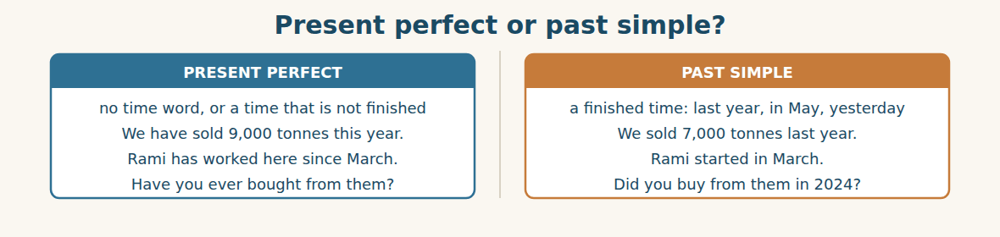 Present perfect or past simple?
PRESENT PERFECT
no time word, or a time that is not finished
We have sold 9,000 tonnes this year.
Rami has worked here since March.
Have you ever bought from them?
PAST SIMPLE
a finished time: last year, in May, yesterday
We sold 7,000 tonnes last year.
Rami started in March.
Did you buy from them in 2024?